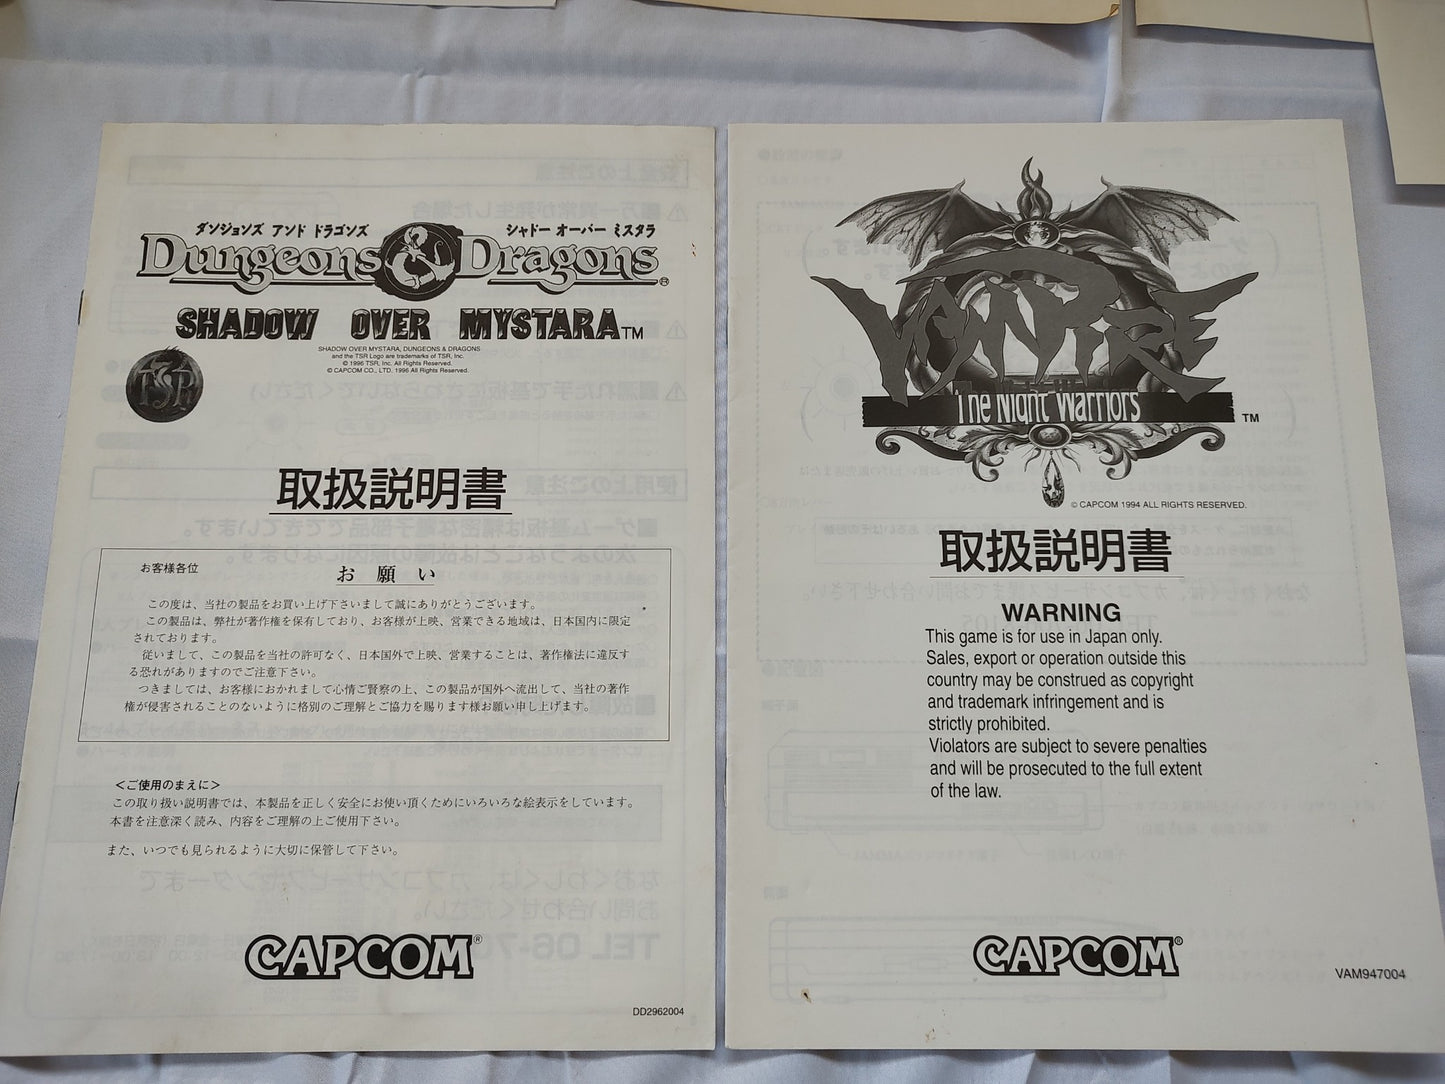 ダンジョンズ アンド ドラゴンズ シャドー オーバー ミスタラ
Dungeons & Dragons®
SHADOW OVER MYSTARA™
SHADOW OVER MYSTARA, DUNGEONS & DRAGONS
and the TSR Logo are trademarks of TSR, Inc.
© 1996 TSR, Inc. All Rights Reserved.
© CAPCOM CO., LTD. 1996 All Rights Reserved.
TSR
取扱説明書
お客様各位
お願い
この度は、当社の製品をお買い上げ下さいまして誠にありがとうございます。
この製品は、弊社が著作権を保有しており、お客様が上映、営業できる地域は、日本国内に限定
されております。
従いまして、この製品を当社の許可なく、日本国外で上映、営業することは、著作権法に違反す
る恐れがありますのでご注意下さい。
つきましては、お客様におかれまして心情ご賢察の上、この製品が国外へ流出して、当社の著作
権が侵害されることのないように格別のご理解とご協力を賜ります様お願い申し上げます。
<ご使用のまえに>
この取り扱い説明書では、本製品を正しく安全にお使い頂くためにいろいろな絵表示をしています。
本書を注意深く読み、内容をご理解の上ご使用下さい。
また、いつでも見られるように大切に保管して下さい。
CAPCOM®
DD2962004
VAMPIRE
The Night Warriors™
© CAPCOM 1994 ALL RIGHTS RESERVED.
取扱説明書
WARNING
This game is for use in Japan only.
Sales, export or operation outside this
country may be construed as copyright
and trademark infringement and is
strictly prohibited.
Violators are subject to severe penalties
and will be prosecuted to the full extent
of the law.
CAPCOM®
VAM947004